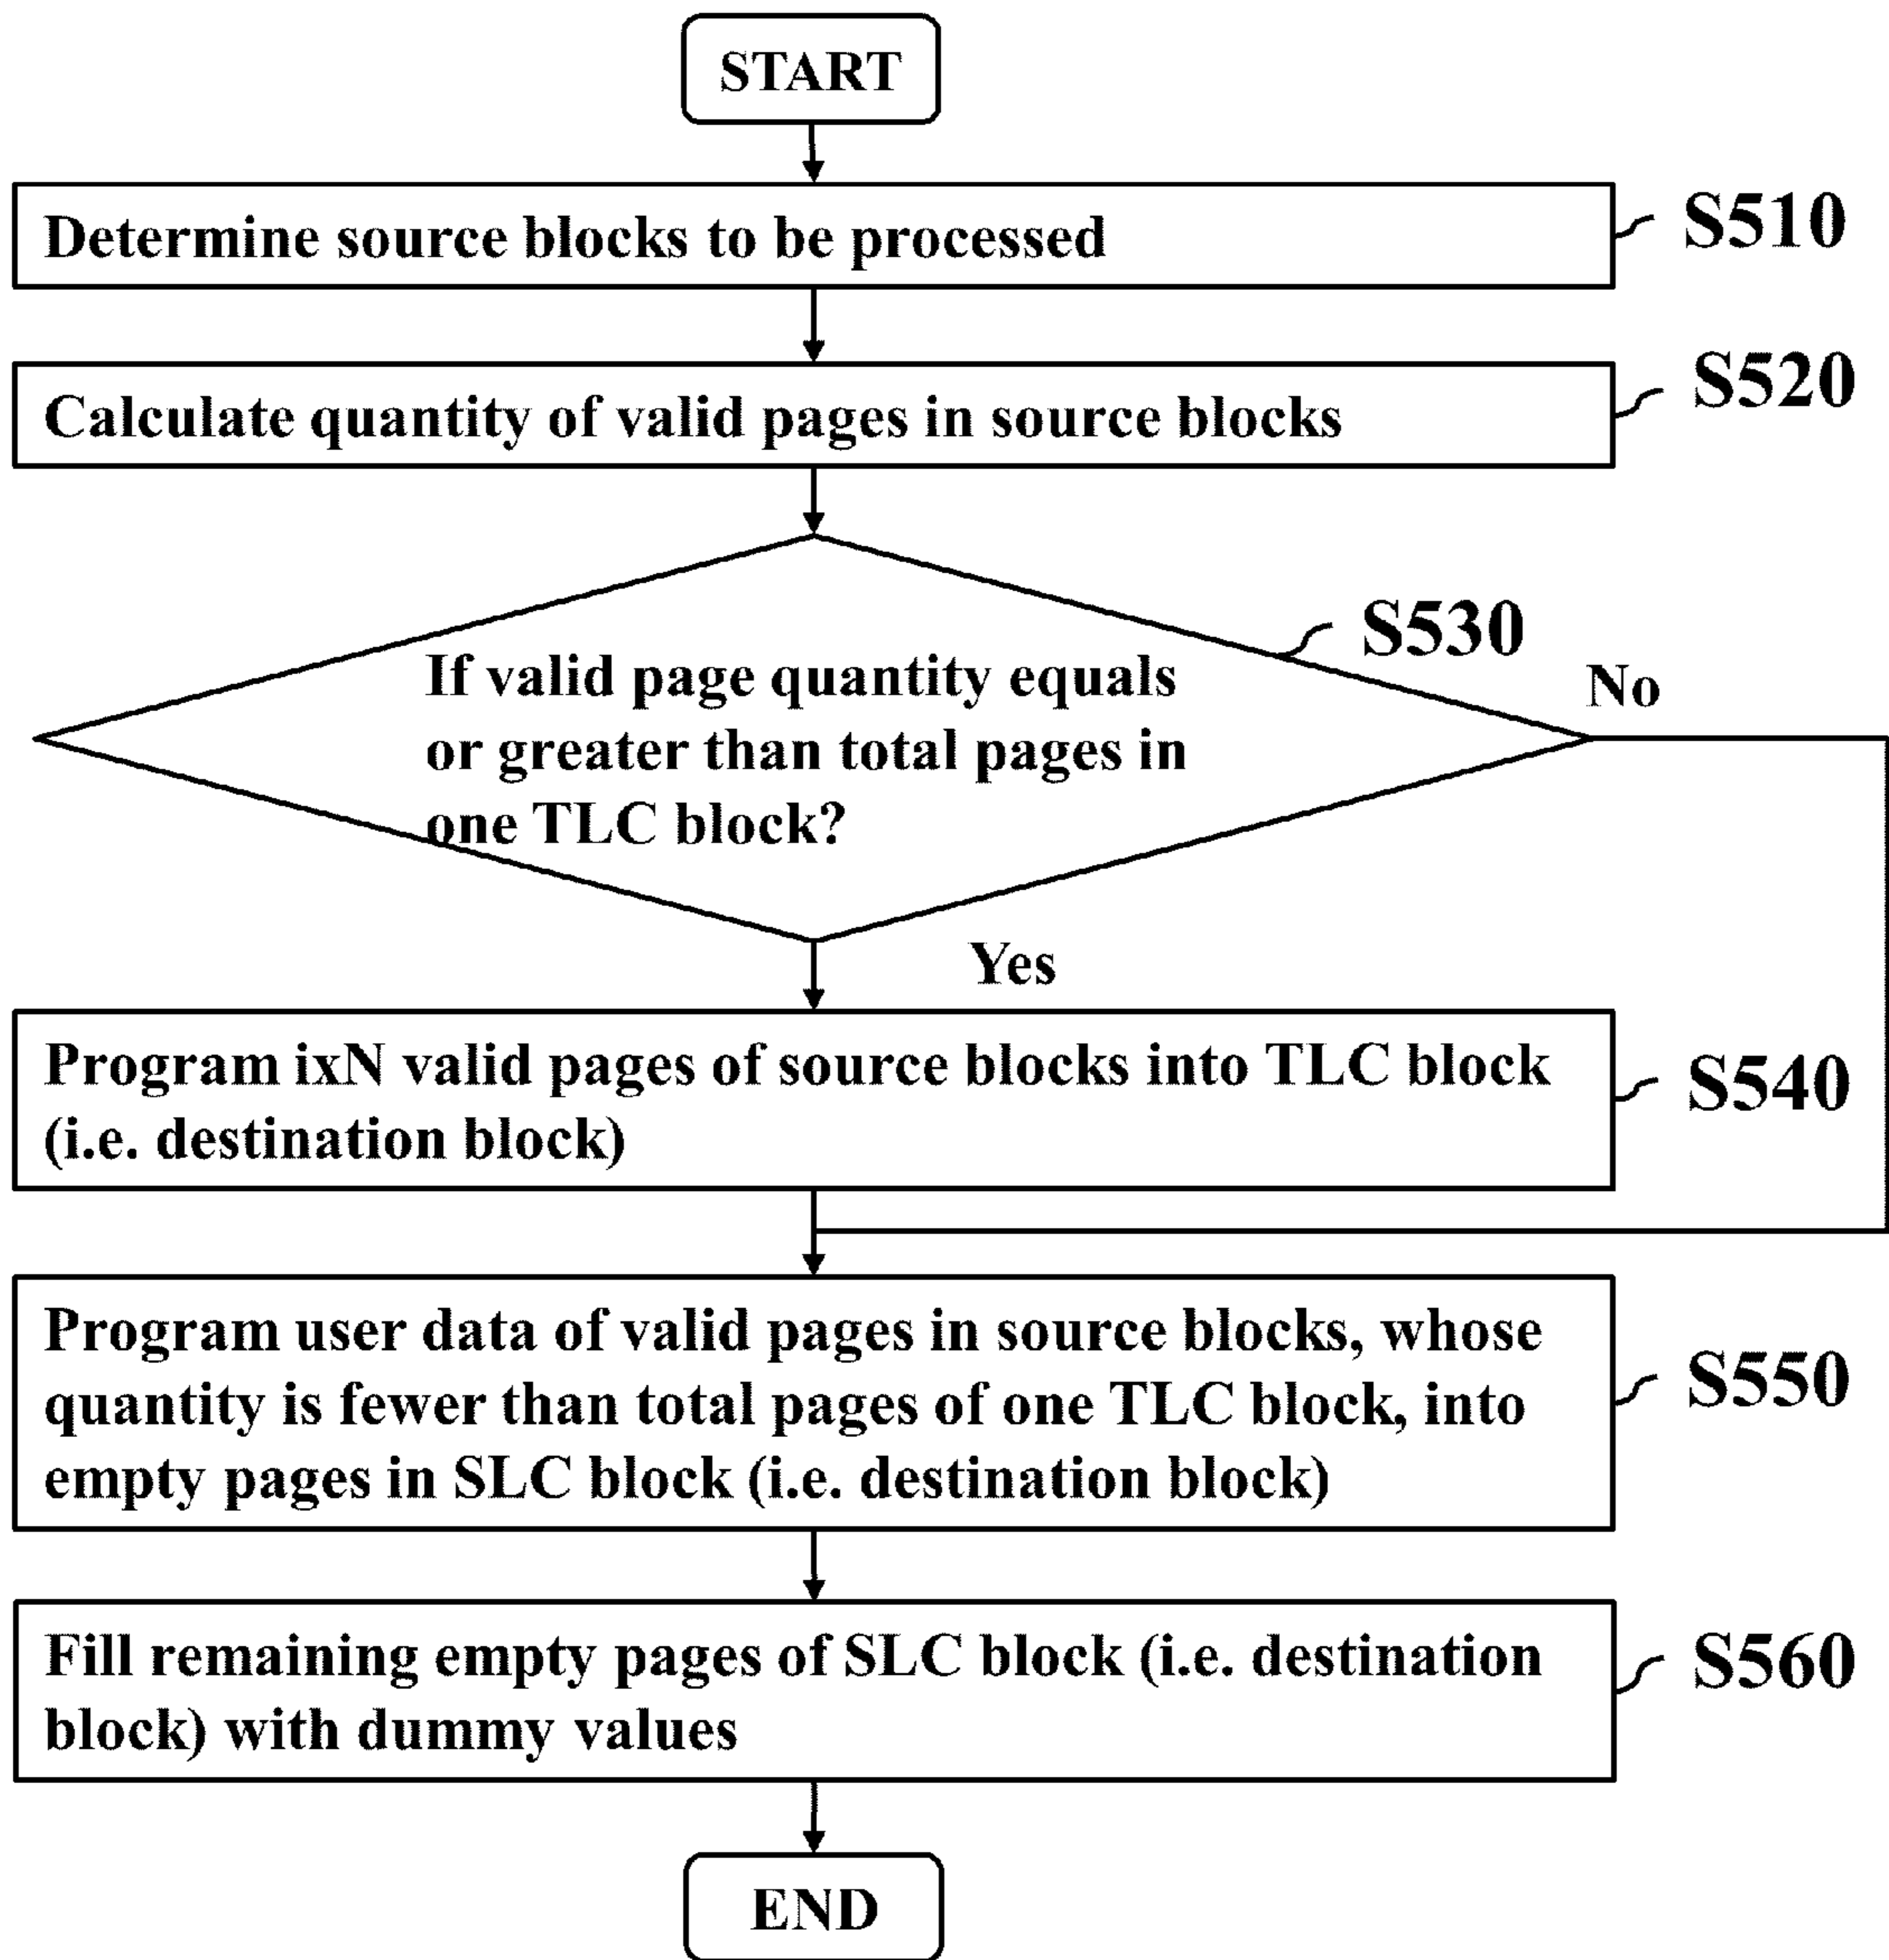 START
Determine source blocks to be processed
S510
Calculate quantity of valid pages in source blocks
S520
If valid page quantity equals
or greater than total pages in
one TLC block?
S530
No
Yes
Program ixN valid pages of source blocks into TLC block
(i.e. destination block)
S540
Program user data of valid pages in source blocks, whose
quantity is fewer than total pages of one TLC block, into
empty pages in SLC block (i.e. destination block)
S550
Fill remaining empty pages of SLC block (i.e. destination
block) with dummy values
S560
END